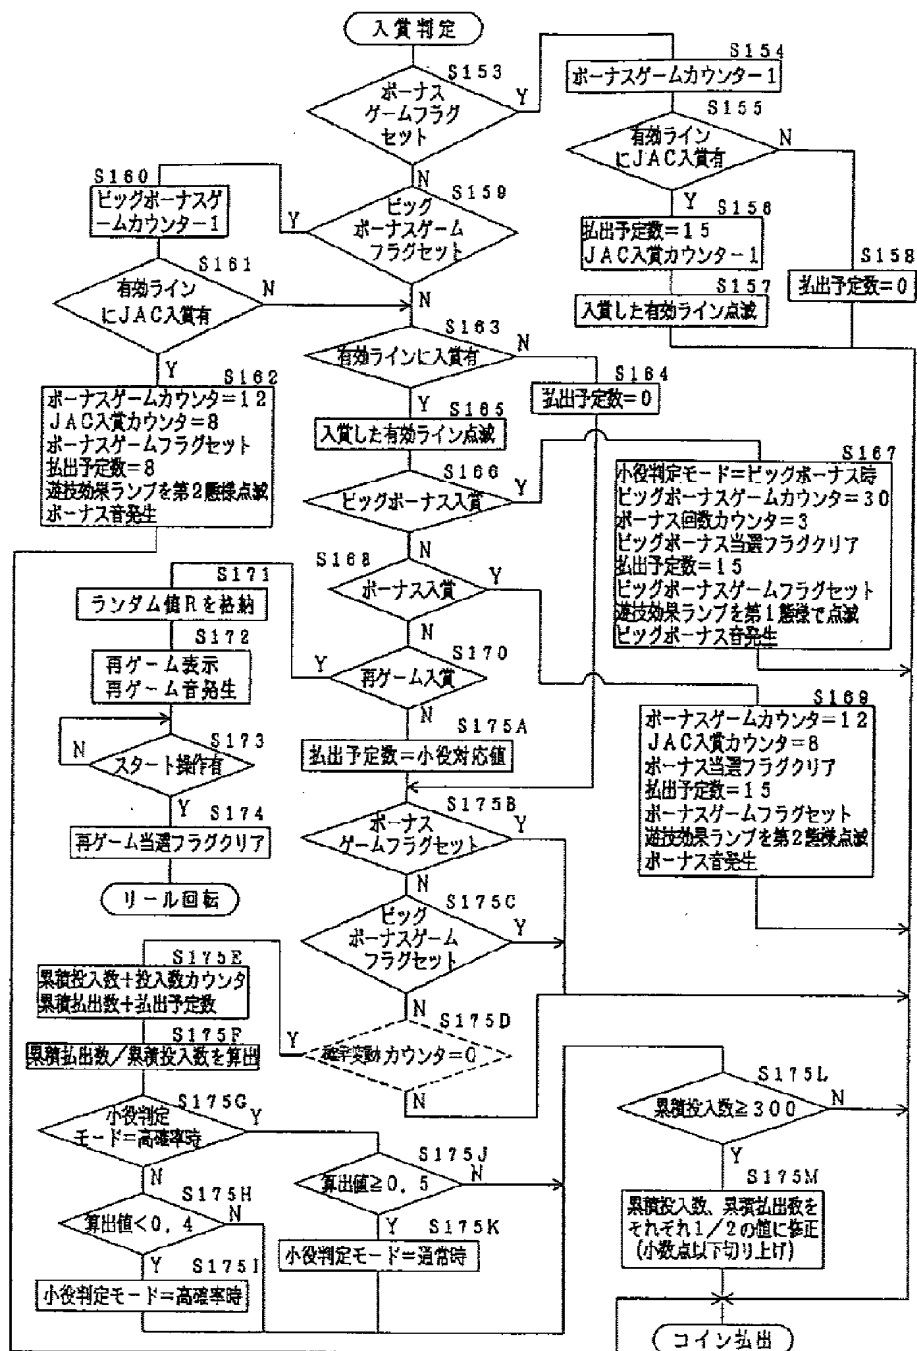 入賞判定
S153
ボーナス
ゲームフラグ
セット
Y
N
S154
ボーナスゲームカウンター1
S155
有効ライン
にJAC入賞有
N
Y
S156
払出予定数=15
JAC入賞カウンター1
S157
入賞した有効ライン点滅
S158
払出予定数=0
S159
ビッグ
ボーナスゲーム
フラグセット
Y
N
S160
ビッグボーナスゲ
ームカウンター1
S161
有効ライン
にJAC入賞有
N
Y
S162
ボーナスゲームカウンタ=12
JAC入賞カウンタ=8
ボーナスゲームフラグセット
払出予定数=8
遊技効果ランプを第2態様点滅
ボーナス音発生
S163
有効ラインに入賞有
N
Y
S164
払出予定数=0
S165
入賞した有効ライン点滅
S166
ビッグボーナス入賞
Y
N
S167
小役判定モード=ビッグボーナス時
ビッグボーナスゲームカウンタ=30
ボーナス回数カウンタ=3
ビッグボーナス当選フラグクリア
払出予定数=15
ビッグボーナスゲームフラグセット
遊技効果ランプを第1態様で点滅
ビッグボーナス音発生
S168
ボーナス入賞
Y
N
S169
ボーナスゲームカウンタ=12
JAC入賞カウンタ=8
ボーナス当選フラグクリア
払出予定数=15
ボーナスゲームフラグセット
遊技効果ランプを第2態様点滅
ボーナス音発生
S170
再ゲーム入賞
Y
N
S171
ランダム値Rを格納
S172
再ゲーム表示
再ゲーム音発生
S173
スタート操作有
N
Y
S174
再ゲーム当選フラグクリア
リール回転
S175A
払出予定数=小役対応値
S175B
ボーナス
ゲームフラグセット
Y
N
S175C
ビッグ
ボーナスゲーム
フラグセット
Y
N
S175D
確率変動カウンタ=0
Y
N
S175E
累積投入数+投入数カウンタ
累積払出数+払出予定数
S175F
累積払出数/累積投入数を算出
S175G
小役判定
モード=高確率時
Y
N
S175H
算出値<0.4
N
Y
S175I
小役判定モード=高確率時
S175J
算出値≧0.5
N
Y
S175K
小役判定モード=通常時
S175L
累積投入数≧300
N
Y
S175M
累積投入数、累積払出数を
それぞれ1/2の値に修正
(小数点以下切り上げ)
コイン払出